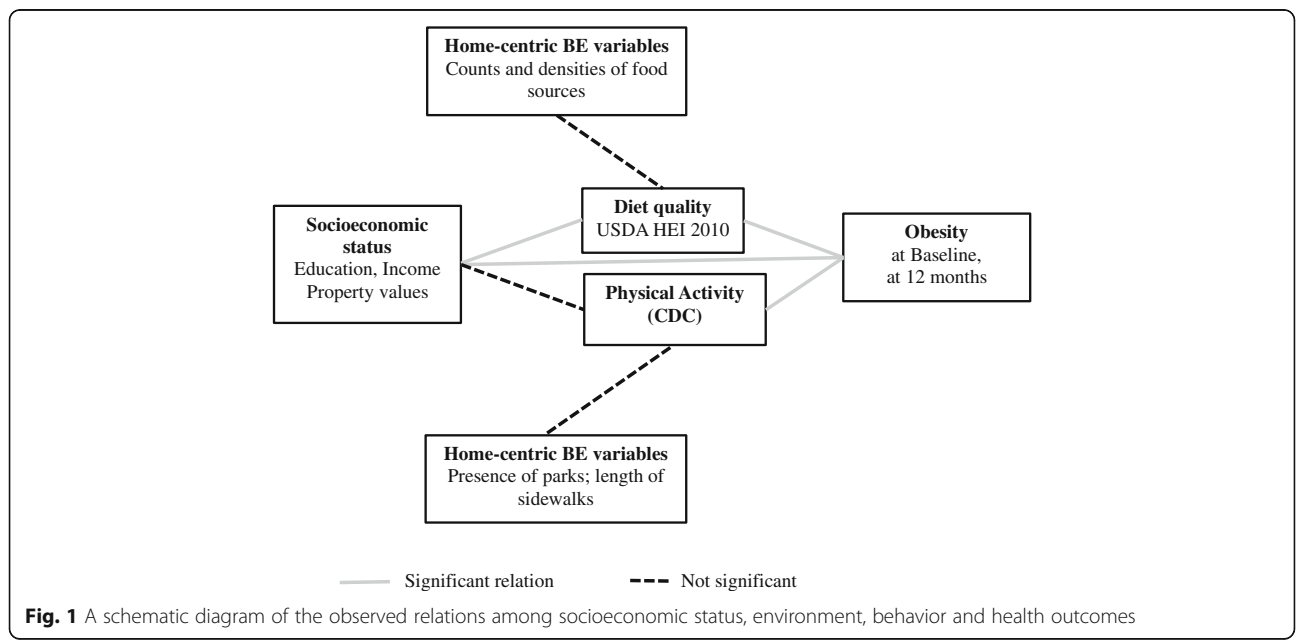 Home-centric BE variables
Counts and densities of food
sources
Diet quality
USDA HEI 2010
Socioeconomic
status
Education, Income
Property values
Obesity
at Baseline,
at 12 months
Physical Activity
(CDC)
Home-centric BE variables
Presence of parks; length of
sidewalks
Significant relation
Not significant
Fig. 1 A schematic diagram of the observed relations among socioeconomic status, environment, behavior and health outcomes